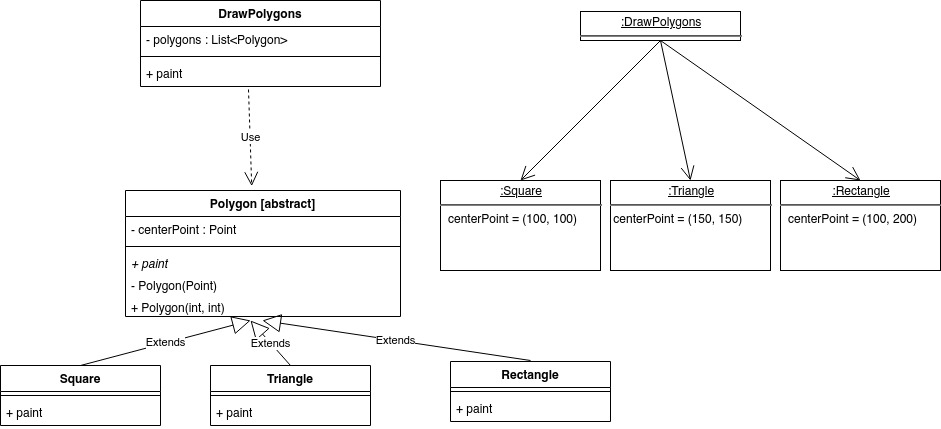 DrawPolygons
- polygons : List<Polygon>
+ paint
Use
Polygon [abstract]
- centerPoint : Point
+ paint
- Polygon(Point)
+ Polygon(int, int)
Extends
Extends
Extends
Square
+ paint
Triangle
+ paint
Rectangle
+ paint
:DrawPolygons
:Square
centerPoint = (100, 100)
:Triangle
centerPoint = (150, 150)
:Rectangle
centerPoint = (100, 200)